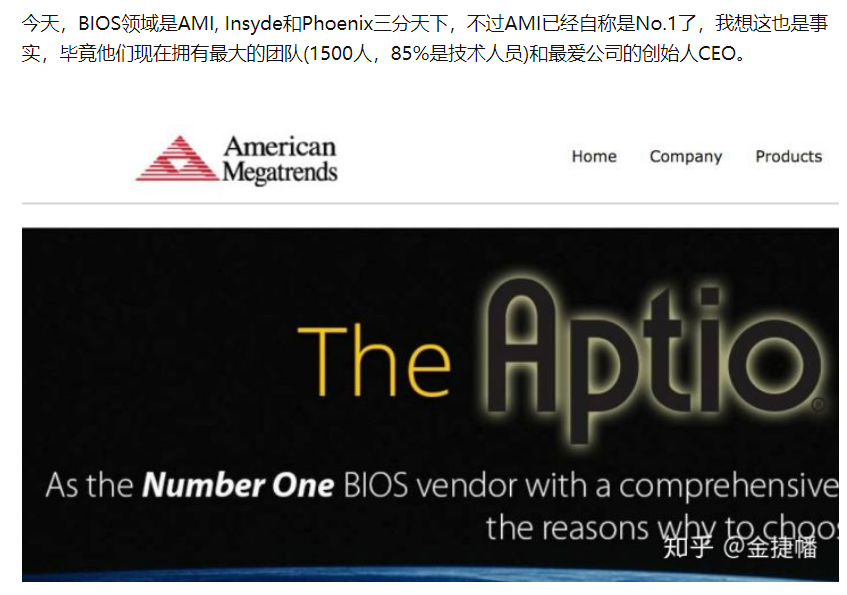 今天，BIOS领域是AMI, Insyde和Phoenix三分天下，不过AMI已经自称是No.1了，我想这也是事
实，毕竟他们现在拥有最大的团队(1500人，85%是技术人员)和最爱公司的创始人CEO。
American
Megatrends
Home Company Products
The Aptio®
As the Number One BIOS vendor with a comprehensive
the reasons why to choos
知乎 @金捷幡